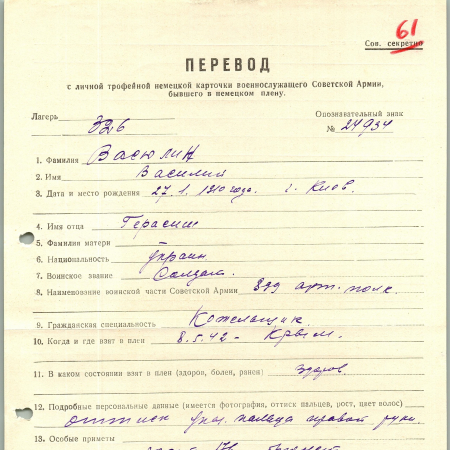 61
Сов. секретно
ПЕРЕВОД
с личной трофейной немецкой карточки военнослужащего Советской Армии,
бывшего в немецком плену.
Лагерь 326 Опознавательный знак
№ 24934
1. Фамилия Васюлин
2. Имя Василий
3. Дата и место рождения 27.1.1910 года. г. Киев.
4. Имя отца Герасим
5. Фамилия матери
6. Национальность Украин
7. Воинское звание Солдат.
8. Наименование воинской части Советской Армии арт. полк.
9. Гражданская специальность
10. Когда и где взят в плен 8.5.42 - Крым.
11. В каком состоянии взят в плен (здоров, болен, ранен) здоров
12. Подробные персональные данные (имеется фотография, оттиск пальцев, рост, цвет волос)
оттиск указ. пальца правой руки
13. Особые приметы